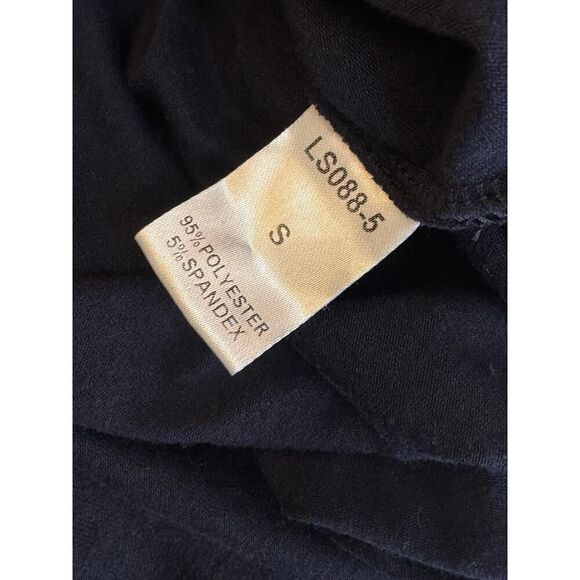 LS088-5
S
95% POLYESTER
5% SPANDEX